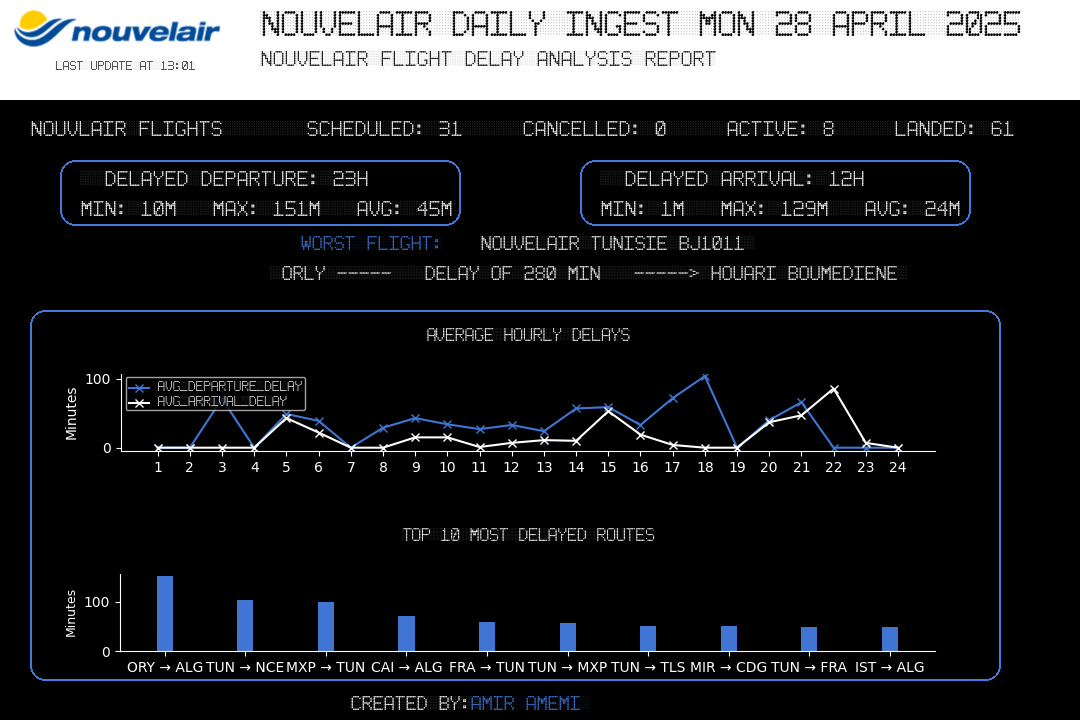 nouvelair
NOUVELAIR DAILY INGEST MON 28 APRIL 2025
LAST UPDATE AT 13:01
NOUVELAIR FLIGHT DELAY ANALYSIS REPORT
NOUVLAIR FLIGHTS SCHEDULED: 31 CANCELLED: 0 ACTIVE: 8 LANDED: 61
DELAYED DEPARTURE: 23H
MIN: 10M MAX: 151M AVG: 45M
DELAYED ARRIVAL: 12H
MIN: 1M MAX: 129M AVG: 24M
WORST FLIGHT: NOUVELAIR TUNISIE BJ1011
ORLY ----- DELAY OF 280 MIN -----> HOUARI BOUMEDIENE
AVERAGE HOURLY DELAYS
AVG_DEPARTURE_DELAY
AVG_ARRIVAL_DELAY
Minutes
100
0
1 2 3 4 5 6 7 8 9 10 11 12 13 14 15 16 17 18 19 20 21 22 23 24
TOP 10 MOST DELAYED ROUTES
Minutes
100
0
ORY → ALG TUN → NCE MXP → TUN CAI → ALG FRA → TUN TUN → MXP TUN → TLS MIR → CDG TUN → FRA IST → ALG
CREATED BY:AMIR AMEMI